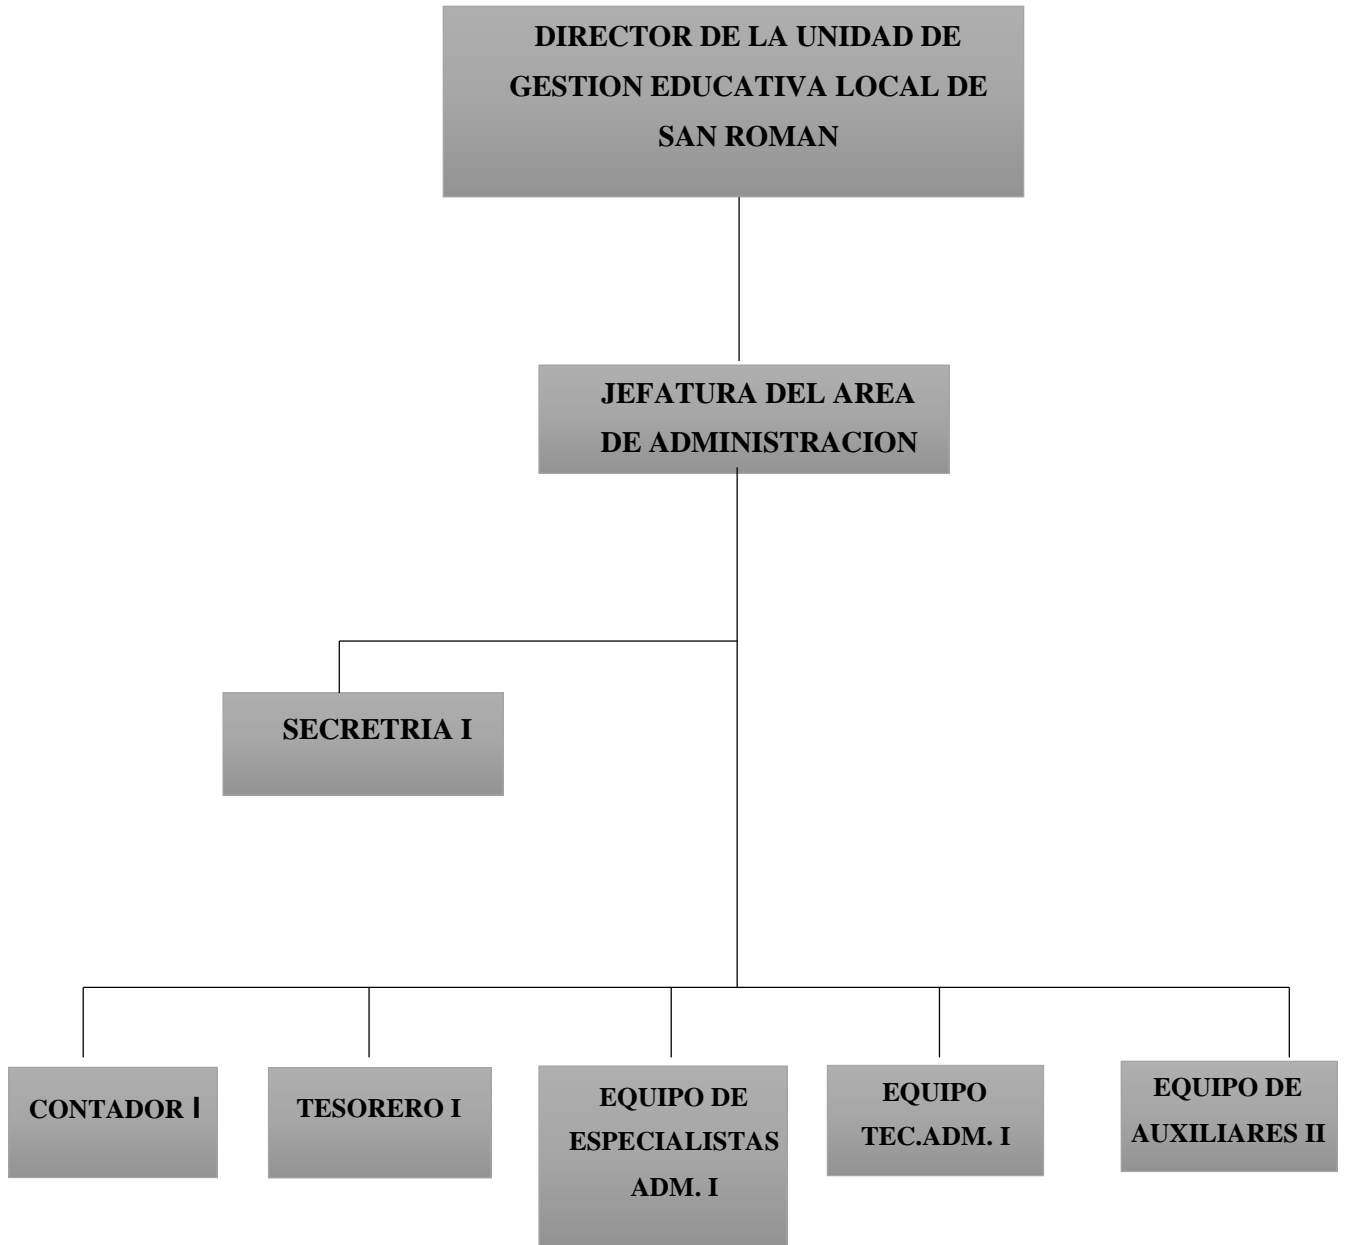 DIRECTOR DE LA UNIDAD DE
GESTION EDUCATIVA LOCAL DE
SAN ROMAN
JEFATURA DEL AREA
DE ADMINISTRACION
SECRETRIA I
CONTADOR I
TESORERO I
EQUIPO DE
ESPECIALISTAS
ADM. I
EQUIPO
TEC.ADM. I
EQUIPO DE
AUXILIARES II